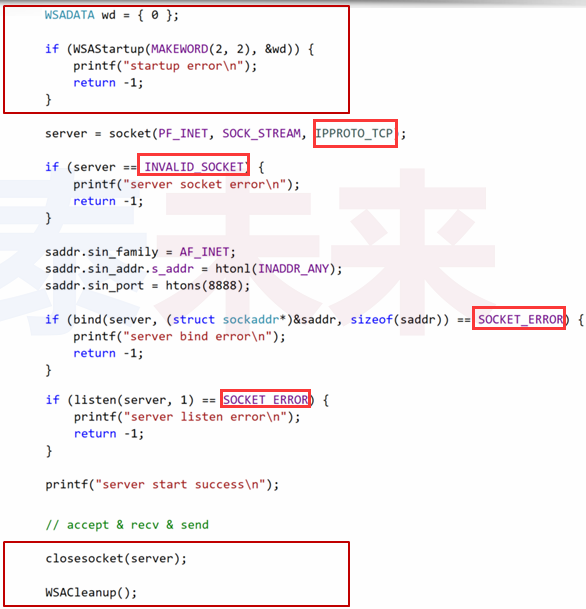 WSADATA wd = { 0 };
if (WSAStartup(MAKEWORD(2, 2), &wd)) {
printf("startup error\n");
return -1;
}
server = socket(PF_INET, SOCK_STREAM, IPPROTO_TCP);
if (server == INVALID_SOCKET) {
printf("server socket error\n");
return -1;
}
saddr.sin_family = AF_INET;
saddr.sin_addr.s_addr = htonl(INADDR_ANY);
saddr.sin_port = htons(8888);
if (bind(server, (struct sockaddr*)&saddr, sizeof(saddr)) == SOCKET_ERROR) {
printf("server bind error\n");
return -1;
}
if (listen(server, 1) == SOCKET_ERROR) {
printf("server listen error\n");
return -1;
}
printf("server start success\n");
// accept & recv & send
closesocket(server);
WSACleanup();
未来